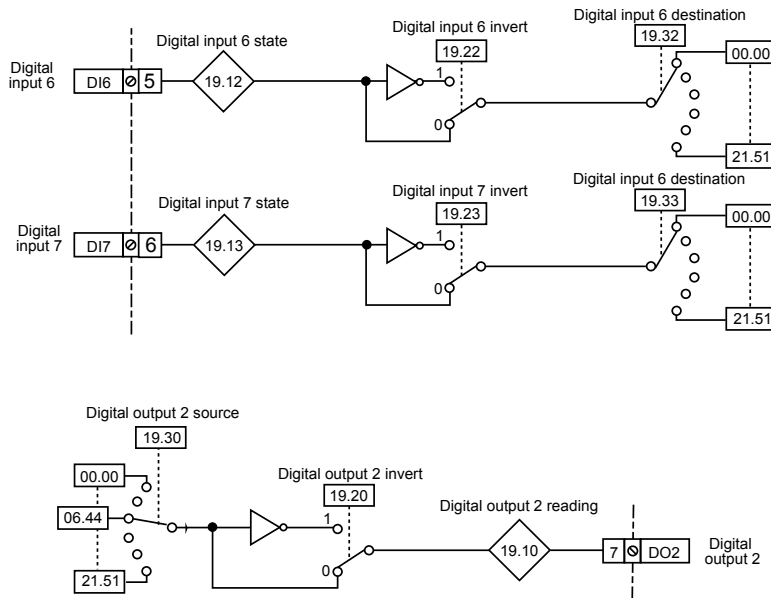 Digital input 6 state
Digital input 6 invert
Digital input 6 destination
Digital
input 6
DI6
5
19.12
19.22
19.32
1
0
00.00
21.51
Digital input 7 state
Digital input 7 invert
Digital input 6 destination
Digital
input 7
DI7
6
19.13
19.23
19.33
1
0
00.00
21.51
Digital output 2 source
19.30
00.00
06.44
21.51
Digital output 2 invert
19.20
1
0
Digital output 2 reading
19.10
7
DO2
Digital
output 2